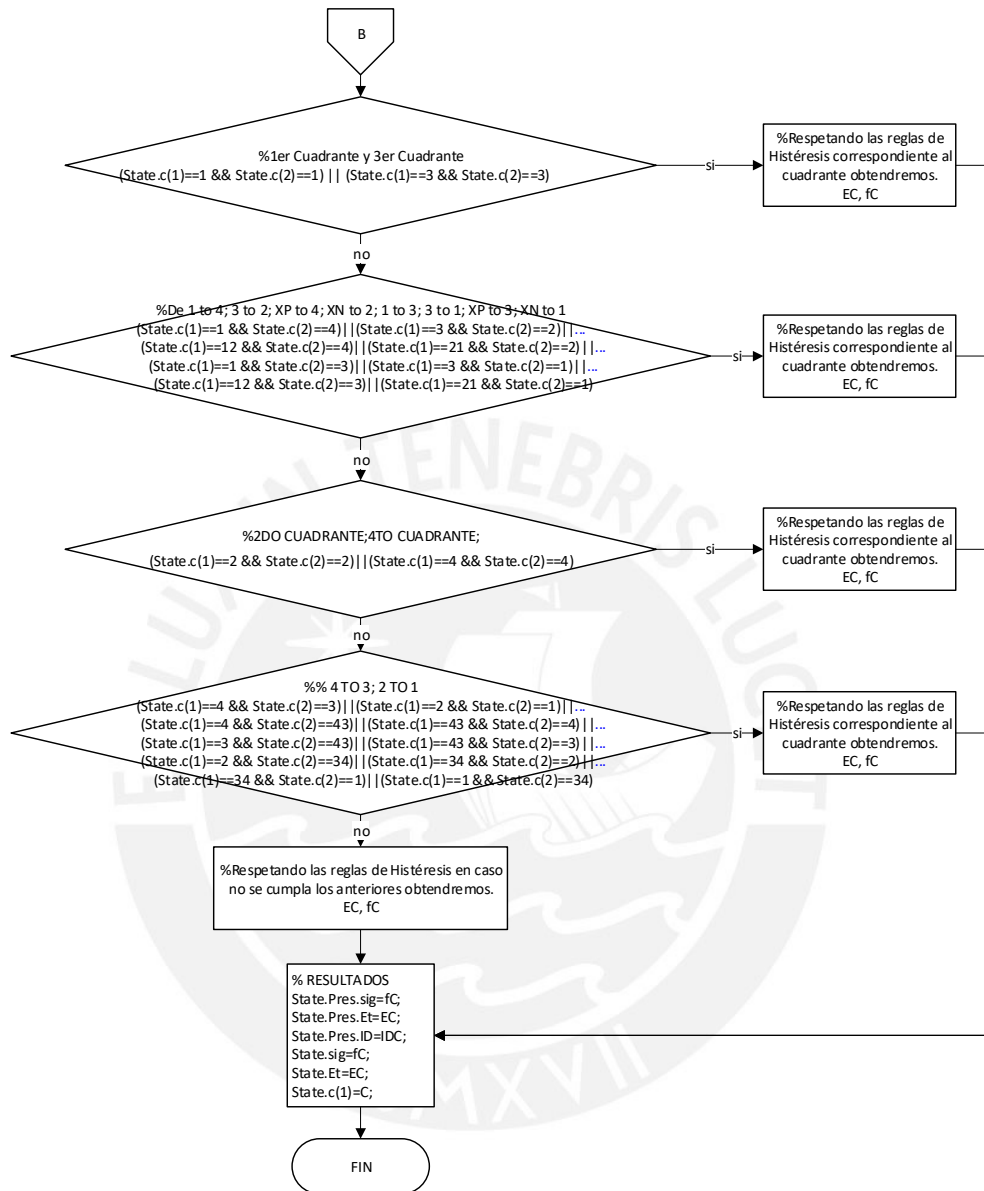 B
%1er Cuadrante y 3er Cuadrante
(State.c(1)==1 && State.c(2)==1) || (State.c(1)==3 && State.c(2)==3)
si
%Respetando las reglas de
Histéresis correspondiente al
cuadrante obtendremos.
EC, fC
no
%De 1 to 4; 3 to 2; XP to 4; XN to 2; 1 to 3; 3 to 1; XP to 3; XN to 1
(State.c(1)==1 && State.c(2)==4)||(State.c(1)==3 && State.c(2)==2)||...
(State.c(1)==12 && State.c(2)==4)||(State.c(1)==21 && State.c(2)==2)||...
(State.c(1)==1 && State.c(2)==3)||(State.c(1)==3 && State.c(2)==1)||...
(State.c(1)==12 && State.c(2)==3)||(State.c(1)==21 && State.c(2)==1)
si
%Respetando las reglas de
Histéresis correspondiente al
cuadrante obtendremos.
EC, fC
no
%2DO CUADRANTE;4TO CUADRANTE;
(State.c(1)==2 && State.c(2)==2)||(State.c(1)==4 && State.c(2)==4)
si
%Respetando las reglas de
Histéresis correspondiente al
cuadrante obtendremos.
EC, fC
no
%% 4 TO 3; 2 TO 1
(State.c(1)==4 && State.c(2)==3)||(State.c(1)==2 && State.c(2)==1)||...
(State.c(1)==4 && State.c(2)==43)||(State.c(1)==43 && State.c(2)==4)||...
(State.c(1)==3 && State.c(2)==43)||(State.c(1)==43 && State.c(2)==3)||...
(State.c(1)==2 && State.c(2)==34)||(State.c(1)==34 && State.c(2)==2)||...
(State.c(1)==34 && State.c(2)==1)||(State.c(1)==1 && State.c(2)==34)
si
%Respetando las reglas de
Histéresis correspondiente al
cuadrante obtendremos.
EC, fC
no
%Respetando las reglas de Histéresis en caso
no se cumpla los anteriores obtendremos.
EC, fC
% RESULTADOS
State.Pres.sig=fC;
State.Pres.Et=EC;
State.Pres.ID=IDC;
State.sig=fC;
State.Et=EC;
State.c(1)=C;
FIN
TENEBRIS LUCET
MXVII